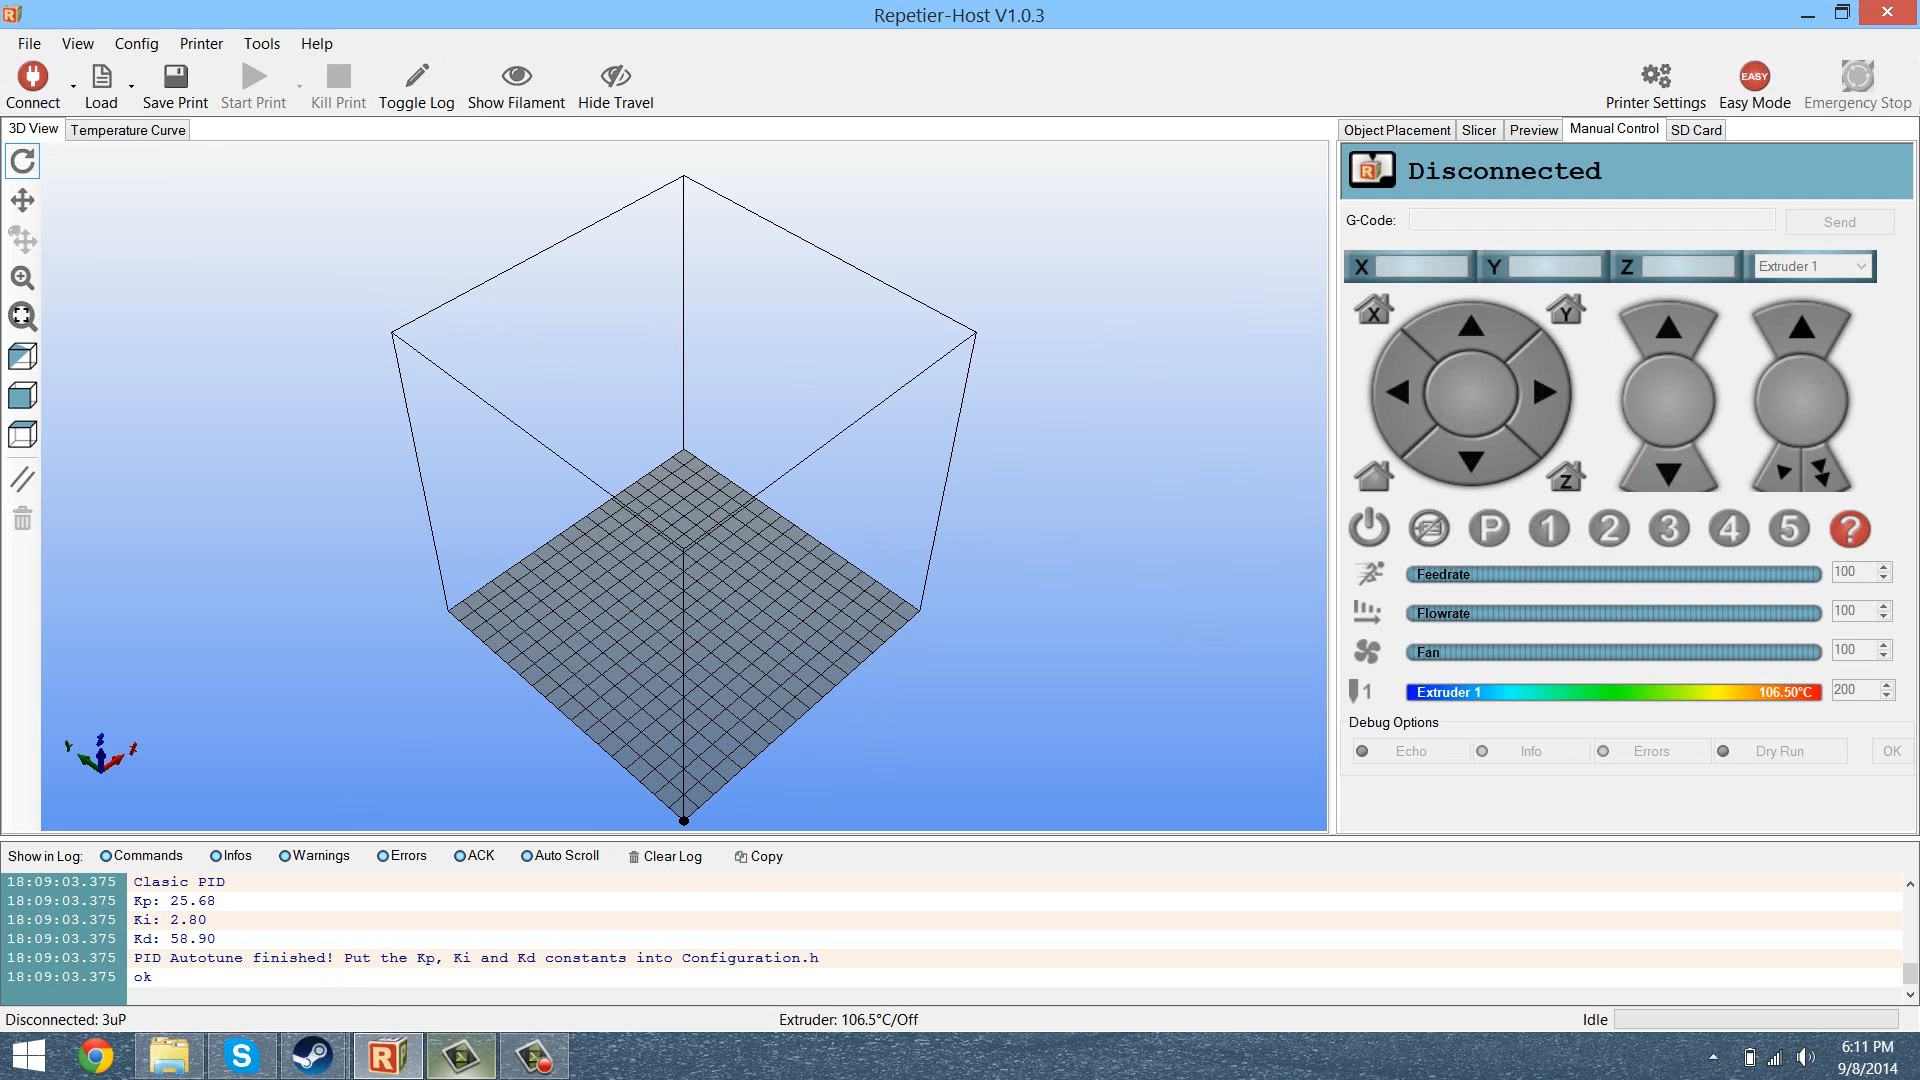 Repetier-Host V1.0.3
File View Config Printer Tools Help
Connect Load Save Print Start Print Kill Print Toggle Log Show Filament Hide Travel Printer Settings EASY Easy Mode Emergency Stop
3D View Temperature Curve
Object Placement Slicer Preview Manual Control SD Card
Disconnected
G-Code: Send
X Y Z Extruder 1
X Y
Z
P 1 2 3 4 5 ?
Feedrate 100
Flowrate 100
Fan 100
1 Extruder 1 106.50°C 200
Debug Options
Echo Info Errors Dry Run OK
Y Z X
Show in Log: Commands Infos Warnings Errors ACK Auto Scroll Clear Log Copy
18:09:03.375 Clasic PID
18:09:03.375 Kp: 25.68
18:09:03.375 Ki: 2.80
18:09:03.375 Kd: 58.90
18:09:03.375 PID Autotune finished! Put the Kp, Ki and Kd constants into Configuration.h
18:09:03.375 ok
Disconnected: 3uP Extruder: 106.5°C/Off Idle
6:11 PM
9/8/2014